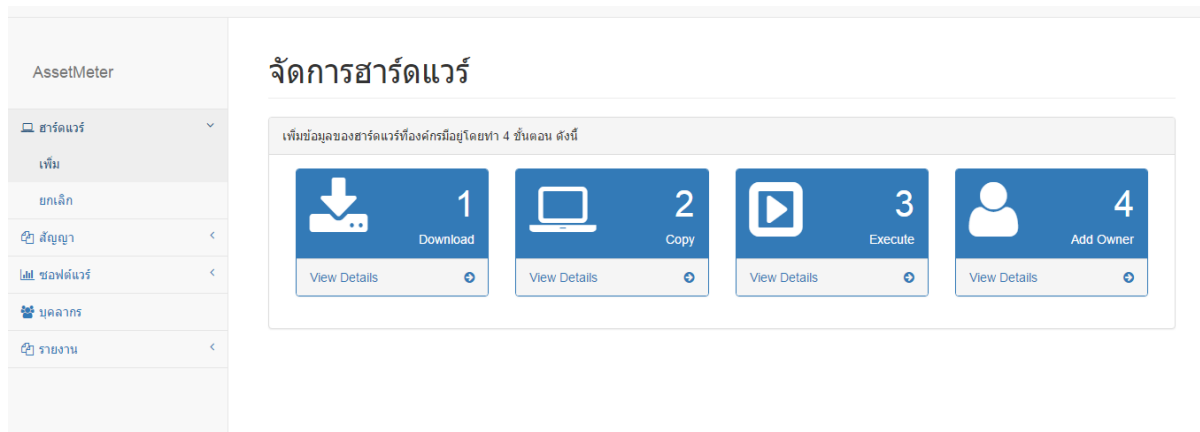 AssetMeter
ฮาร์ดแวร์
เพิ่ม
ยกเลิก
สัญญา
ซอฟต์แวร์
บุคลากร
รายงาน
จัดการฮาร์ดแวร์
เพิ่มข้อมูลของฮาร์ดแวร์ที่องค์กรมีอยู่โดยทำ 4 ขั้นตอน ดังนี้
1
Download
View Details
2
Copy
View Details
3
Execute
View Details
4
Add Owner
View Details